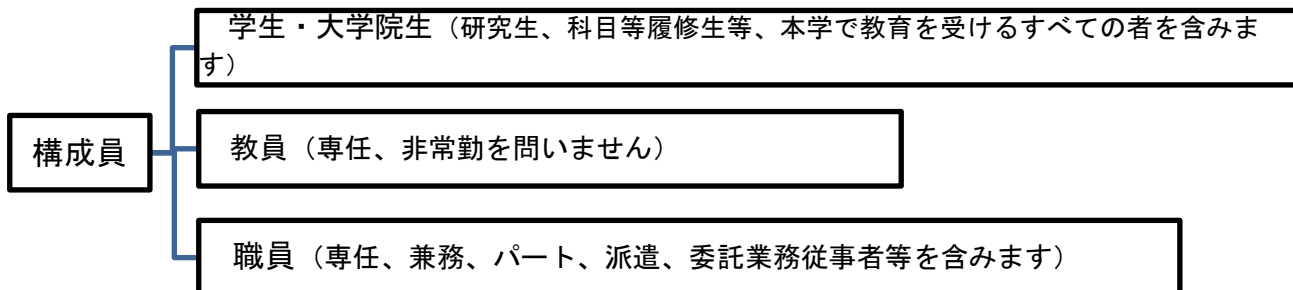 学生・大学院生（研究生、科目等履修生等、本学で教育を受けるすべての者を含みま
す）
構成員
教員（専任、非常勤を問いません）
職員（専任、兼務、パート、派遣、委託業務従事者等を含みます）